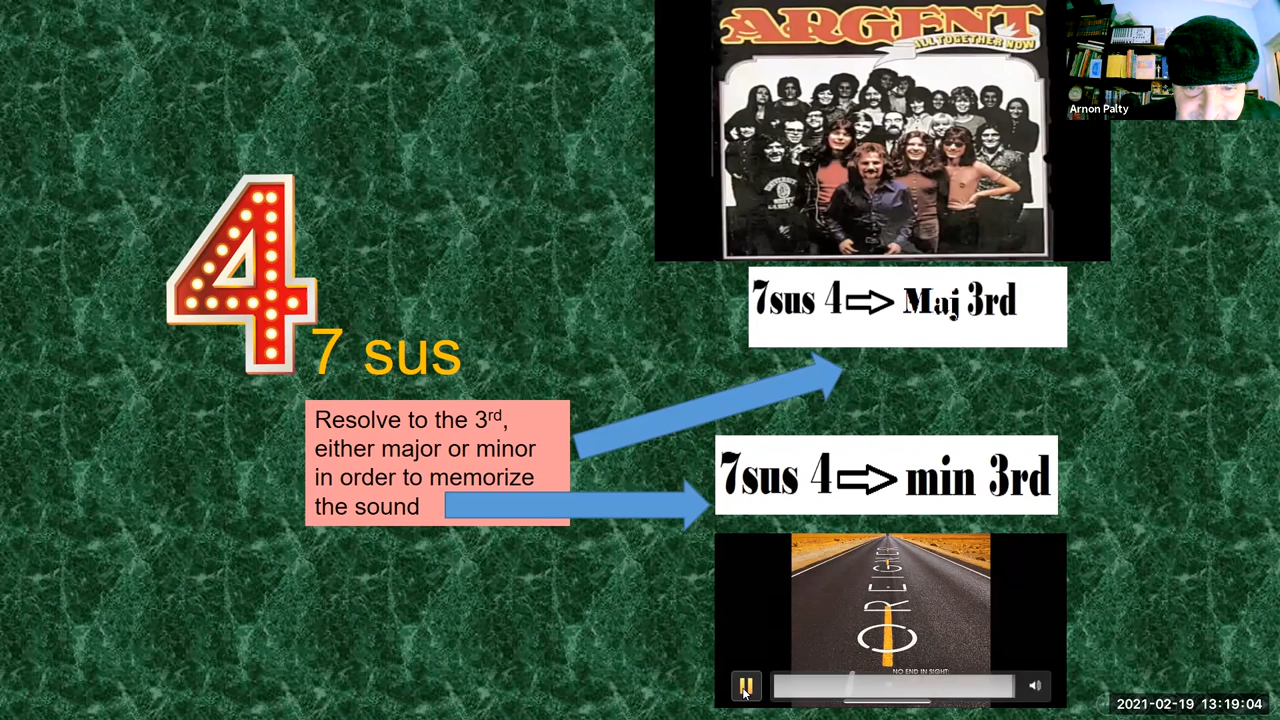 ARGENT
ALL TOGETHER NOW
Arnon Palty
4
7 sus
Resolve to the 3rd,
either major or minor
in order to memorize
the sound
7sus 4⇨ Maj 3rd
7sus 4⇨ min 3rd
FOREIGNER
NO END IN SIGHT:
2021-02-19 13:19:04